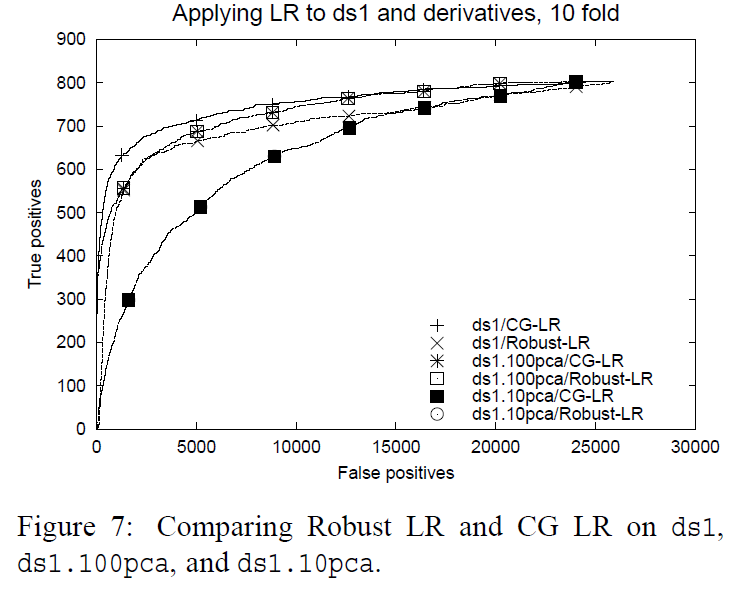 Applying LR to ds1 and derivatives, 10 fold
900
800
700
600
500
400
300
200
100
0
True positives
ds1/CG-LR
ds1/Robust-LR
ds1.100pca/CG-LR
ds1.100pca/Robust-LR
ds1.10pca/CG-LR
ds1.10pca/Robust-LR
0 5000 10000 15000 20000 25000 30000
False positives
Figure 7: Comparing Robust LR and CG LR on ds1,
ds1.100pca, and ds1.10pca.